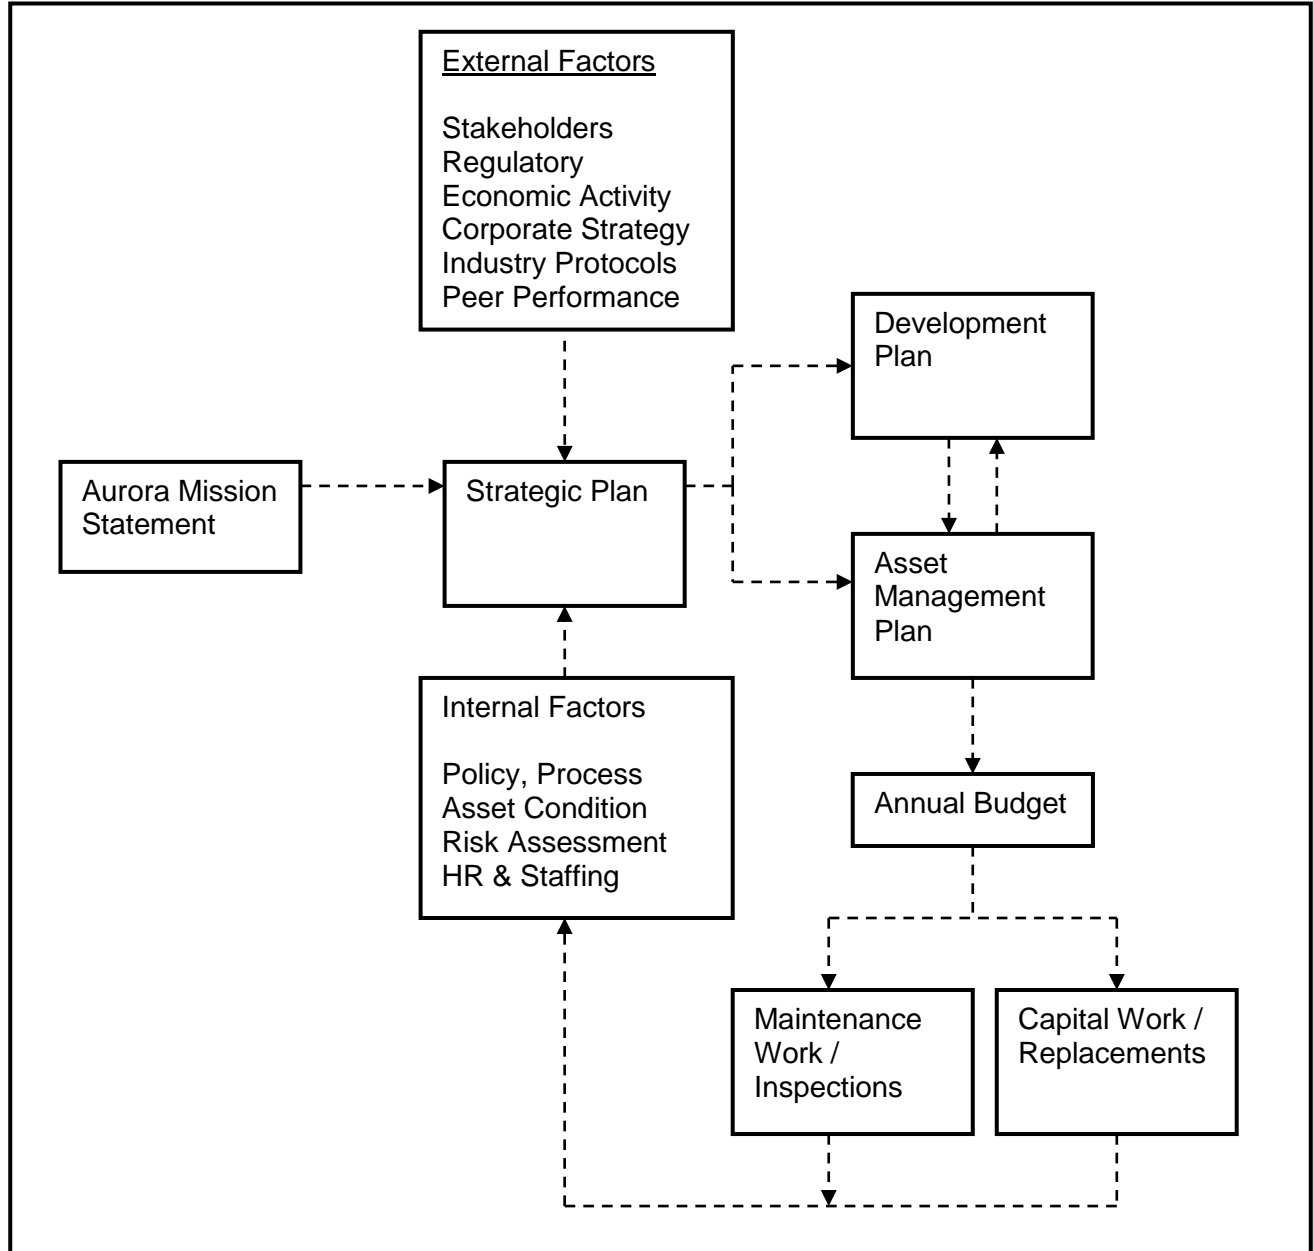 External Factors
Stakeholders
Regulatory
Economic Activity
Corporate Strategy
Industry Protocols
Peer Performance
Development
Plan
Aurora Mission
Statement
Strategic Plan
Asset
Management
Plan
Internal Factors
Policy, Process
Asset Condition
Risk Assessment
HR & Staffing
Annual Budget
Maintenance
Work /
Inspections
Capital Work /
Replacements